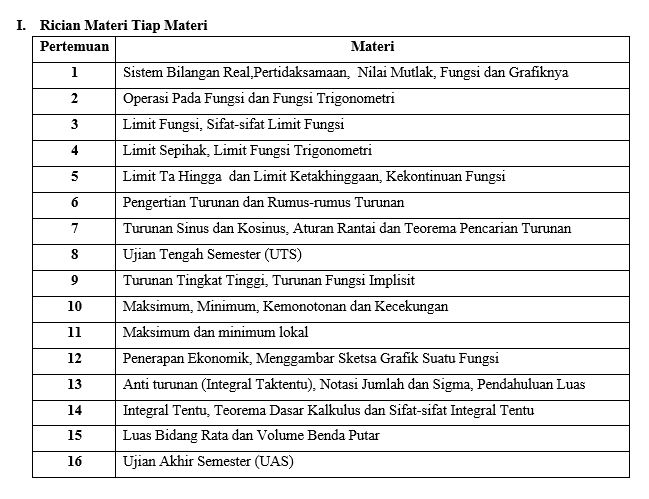 I. Rician Materi Tiap Materi
Pertemuan Materi
1 Sistem Bilangan Real,Pertidaksamaan, Nilai Mutlak, Fungsi dan Grafiknya
2 Operasi Pada Fungsi dan Fungsi Trigonometri
3 Limit Fungsi, Sifat-sifat Limit Fungsi
4 Limit Sepihak, Limit Fungsi Trigonometri
5 Limit Ta Hingga dan Limit Ketakhinggaan, Kekontinuan Fungsi
6 Pengertian Turunan dan Rumus-rumus Turunan
7 Turunan Sinus dan Kosinus, Aturan Rantai dan Teorema Pencarian Turunan
8 Ujian Tengah Semester (UTS)
9 Turunan Tingkat Tinggi, Turunan Fungsi Implisit
10 Maksimum, Minimum, Kemonotonan dan Kecekungan
11 Maksimum dan minimum lokal
12 Penerapan Ekonomik, Menggambar Sketsa Grafik Suatu Fungsi
13 Anti turunan (Integral Taktentu), Notasi Jumlah dan Sigma, Pendahuluan Luas
14 Integral Tentu, Teorema Dasar Kalkulus dan Sifat-sifat Integral Tentu
15 Luas Bidang Rata dan Volume Benda Putar
16 Ujian Akhir Semester (UAS)